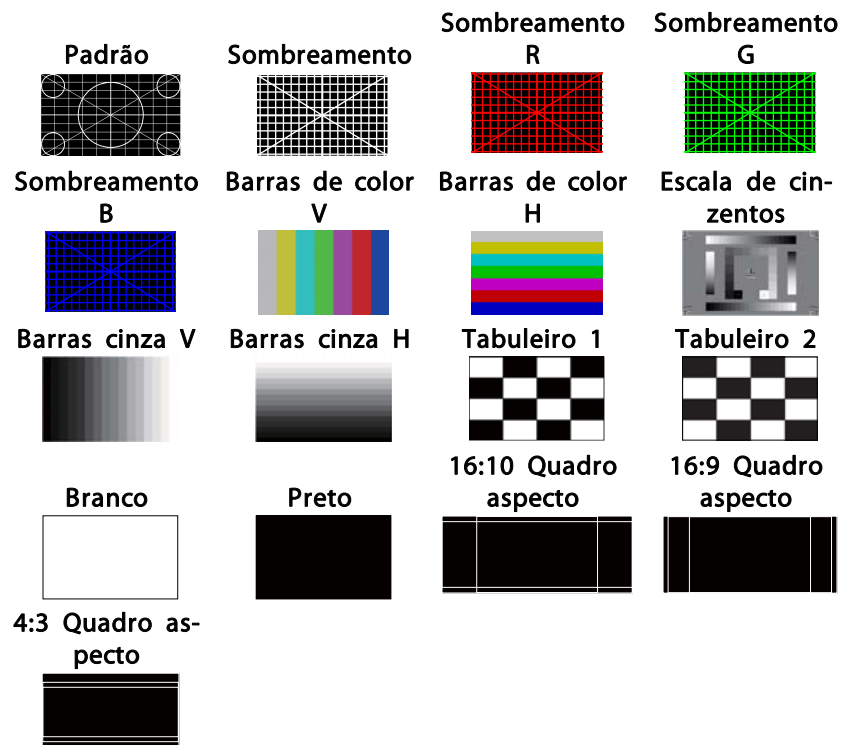 Padrão
Sombreamento
Sombreamento
R
Sombreamento
G
Sombreamento
B
Barras de color
V
Barras de color
H
Escala de cin-
zentos
Barras cinza V
Barras cinza H
Tabuleiro 1
Tabuleiro 2
Branco
Preto
16:10 Quadro
aspecto
16:9 Quadro
aspecto
4:3 Quadro as-
pecto